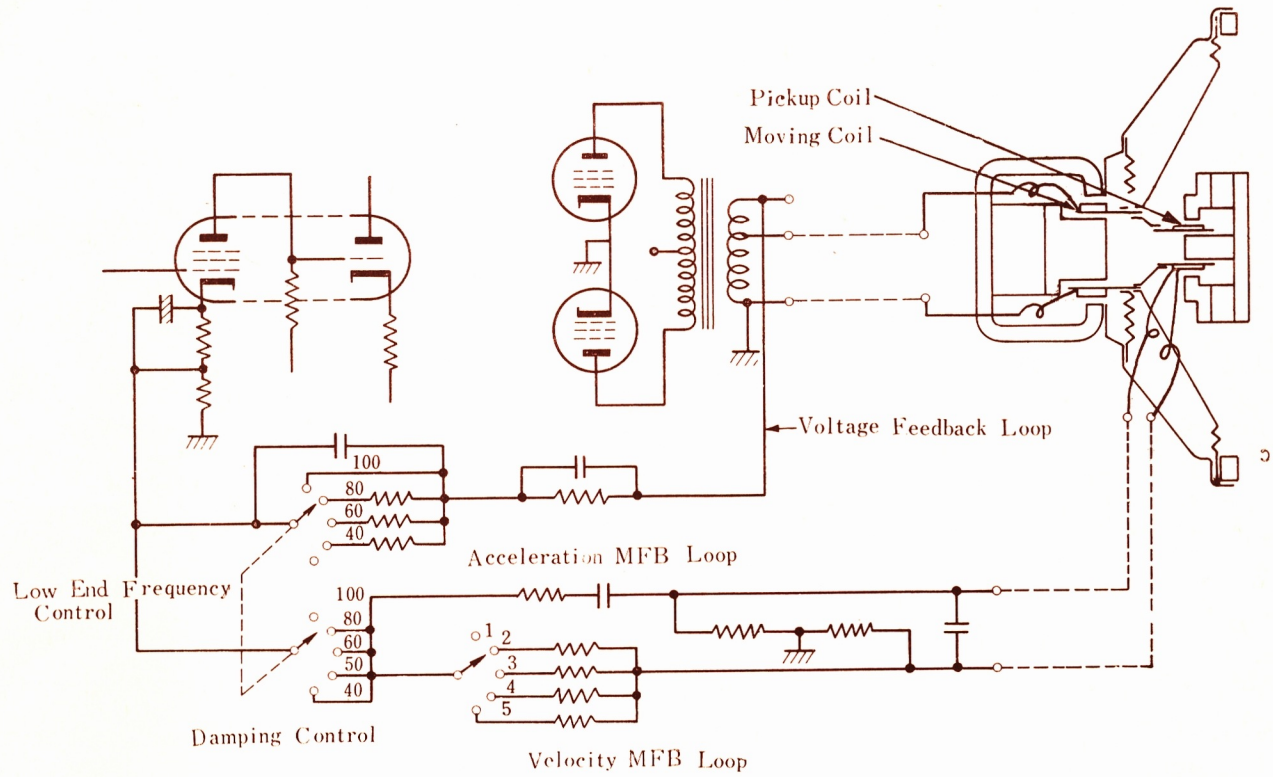 Pickup Coil
Moving Coil
Voltage Feedback Loop
100
80
60
40
Acceleration MFB Loop
Low End Frequency
Control
100
80
60
50
40
1
2
3
4
5
Damping Control
Velocity MFB Loop